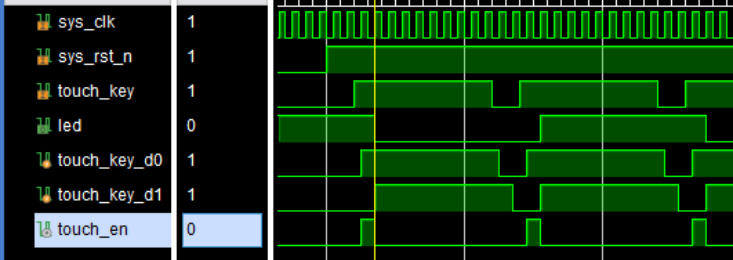 sys_clk 1
sys_rst_n 1
touch_key 1
led 0
touch_key_d0 1
touch_key_d1 1
touch_en 0